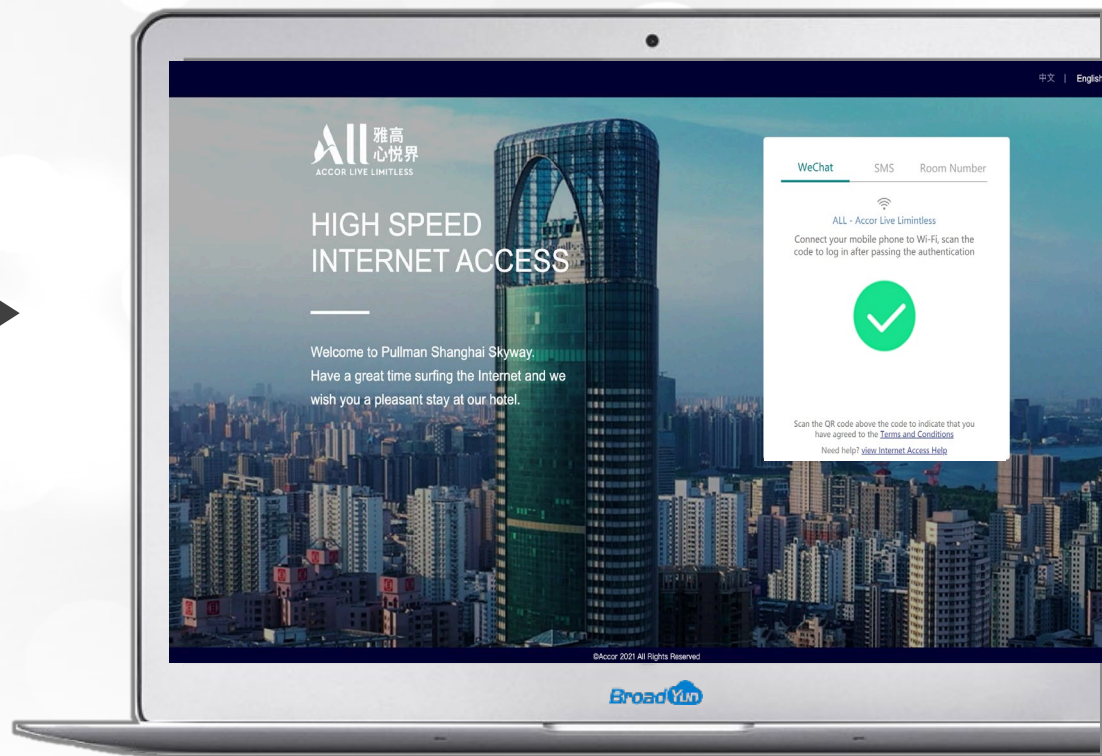 中文 | English
ALL 雅高
心悦界
ACCOR LIVE LIMITLESS
HIGH SPEED
INTERNET ACCESS
Welcome to Pullman Shanghai Skyway.
Have a great time surfing the Internet and we
wish you a pleasant stay at our hotel.
WeChat SMS Room Number
ALL - Accor Live Limintless
Connect your mobile phone to Wi-Fi, scan the
code to log in after passing the authentication
Scan the QR code above the code to indicate that you
have agreed to the Terms and Conditions
Need help? view Internet Access Help
©Accor 2021 All Rights Reserved
BroadYun